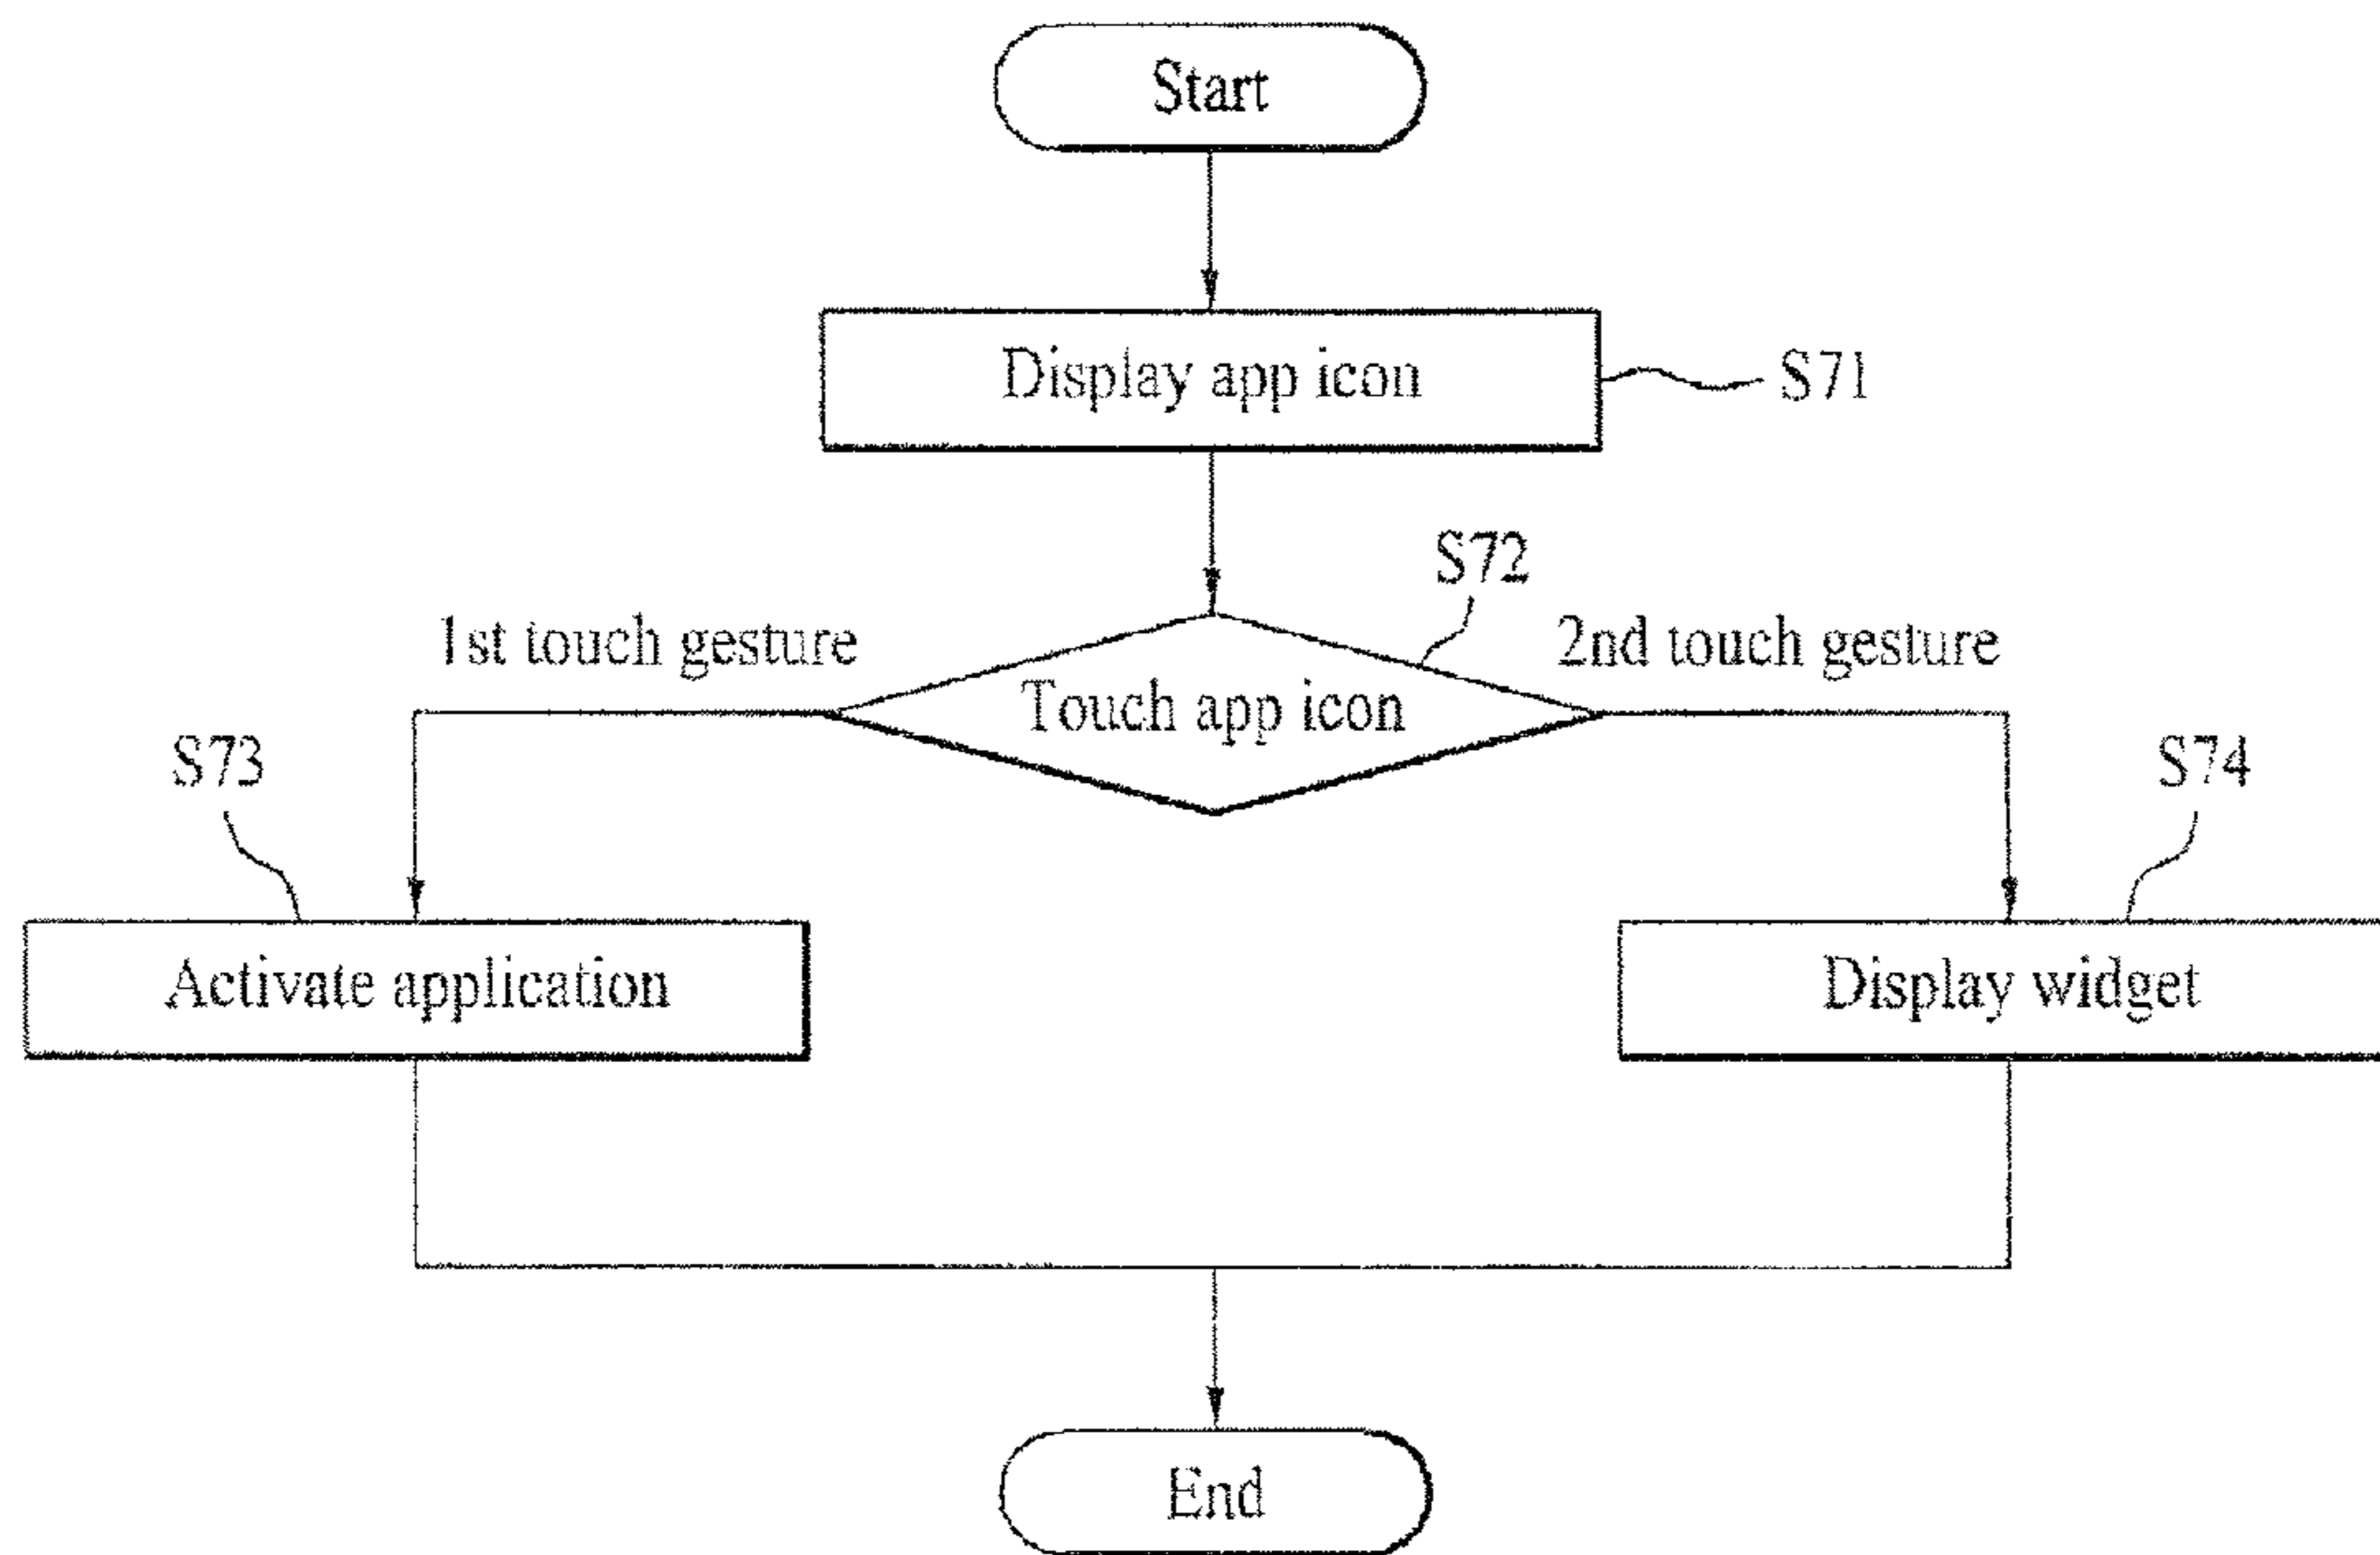 Start
Display app icon
S71
S72
1st touch gesture
2nd touch gesture
Touch app icon
S73
S74
Activate application
Display widget
End